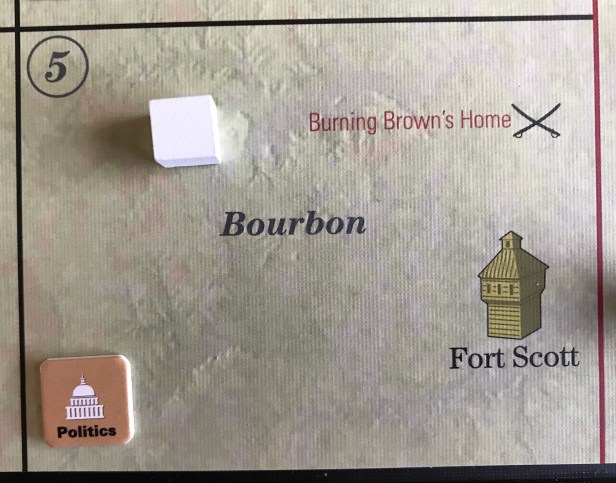 5
Burning Brown's Home
Bourbon
Fort Scott
Politics